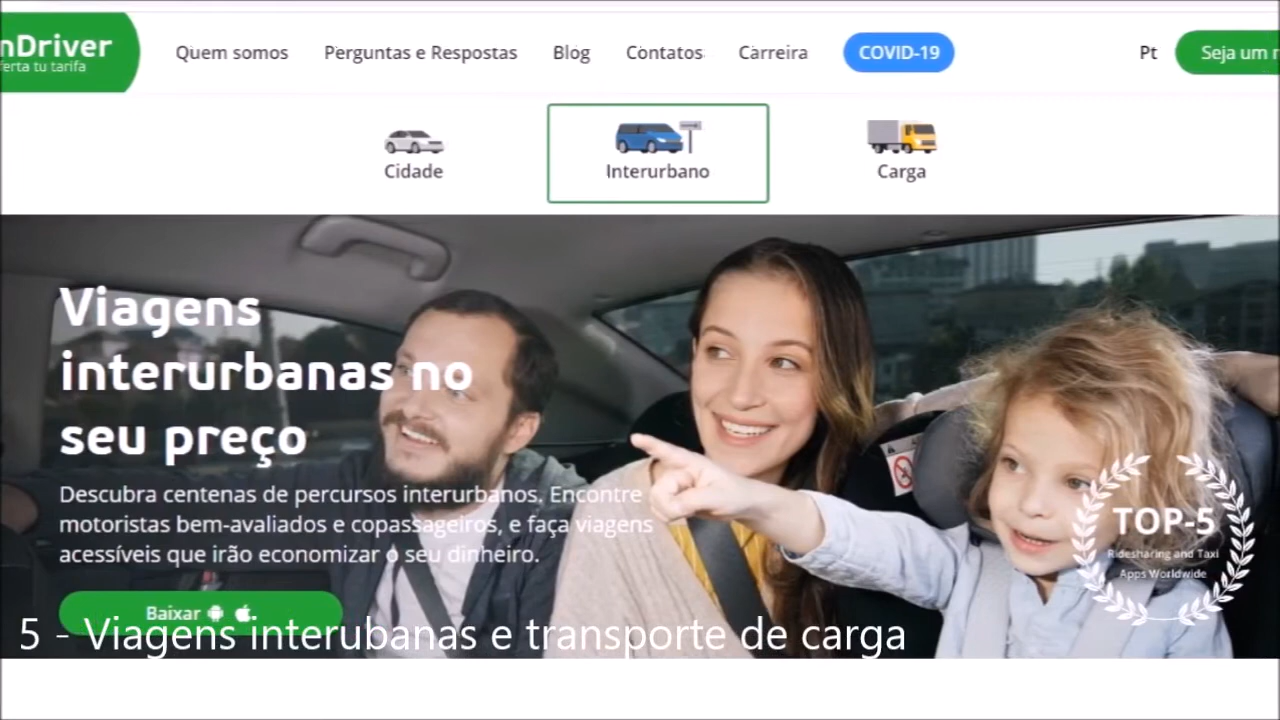 nDriver
ferta tu tarifa
Quem somos
Perguntas e Respostas
Blog
Contatos
Carreira
COVID-19
Pt
Seja um
Cidade
Interurbano
Carga
Viagens
interurbanas no
seu preço
Descubra centenas de percursos interurbanos. Encontre
motoristas bem-avaliados e copassageiros, e faça viagens
acessíveis que irão economizar o seu dinheiro.
TOP-5
Ridesharing and Taxi
Apps Worldwide
Baixar
5 - Viagens interubanas e transporte de carga